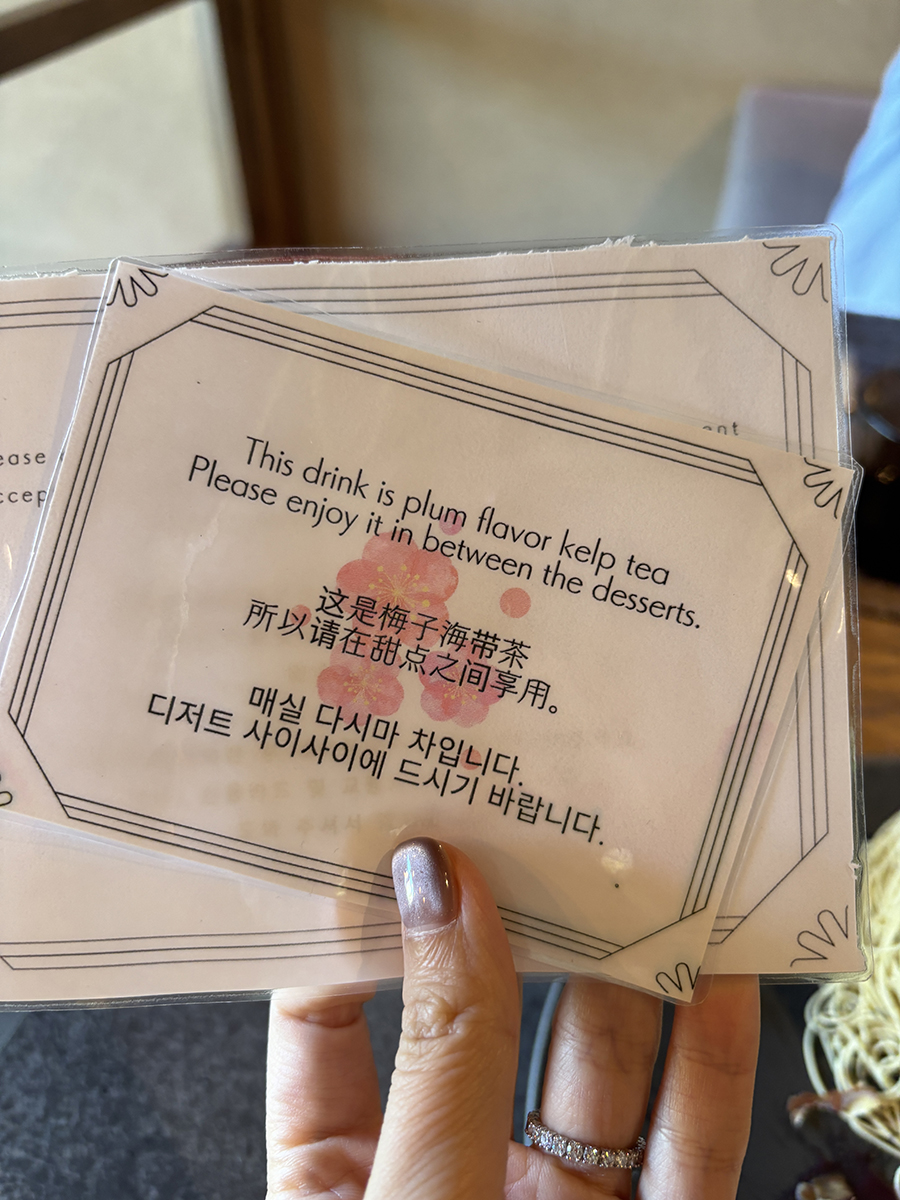 This drink is plum flavor kelp tea
Please enjoy it in between the desserts.
这是梅子海带茶
所以请在甜点之间享用。
매실 다시마 차입니다.
디저트 사이사이에 드시기 바랍니다.